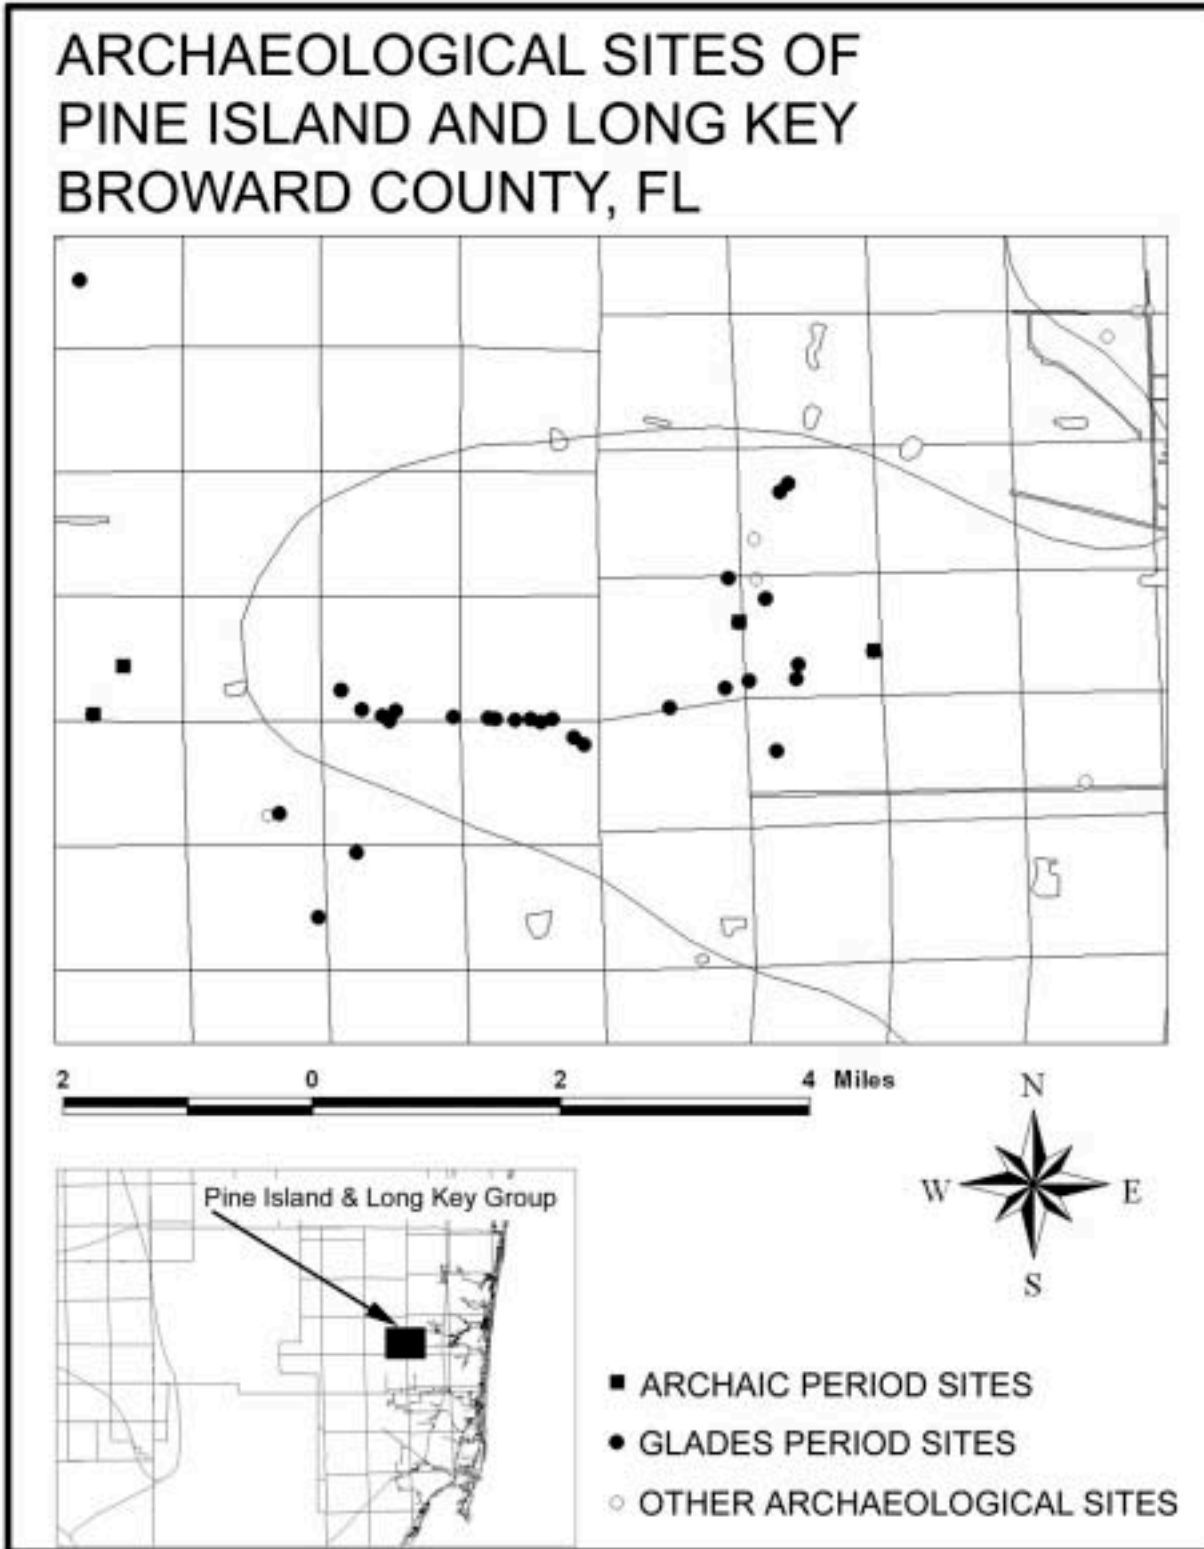 ARCHAEOLOGICAL SITES OF
PINE ISLAND AND LONG KEY
BROWARD COUNTY, FL
2 0 2 4 Miles
N
W E
S
Pine Island & Long Key Group
ARCHAIC PERIOD SITES
GLADES PERIOD SITES
OTHER ARCHAEOLOGICAL SITES